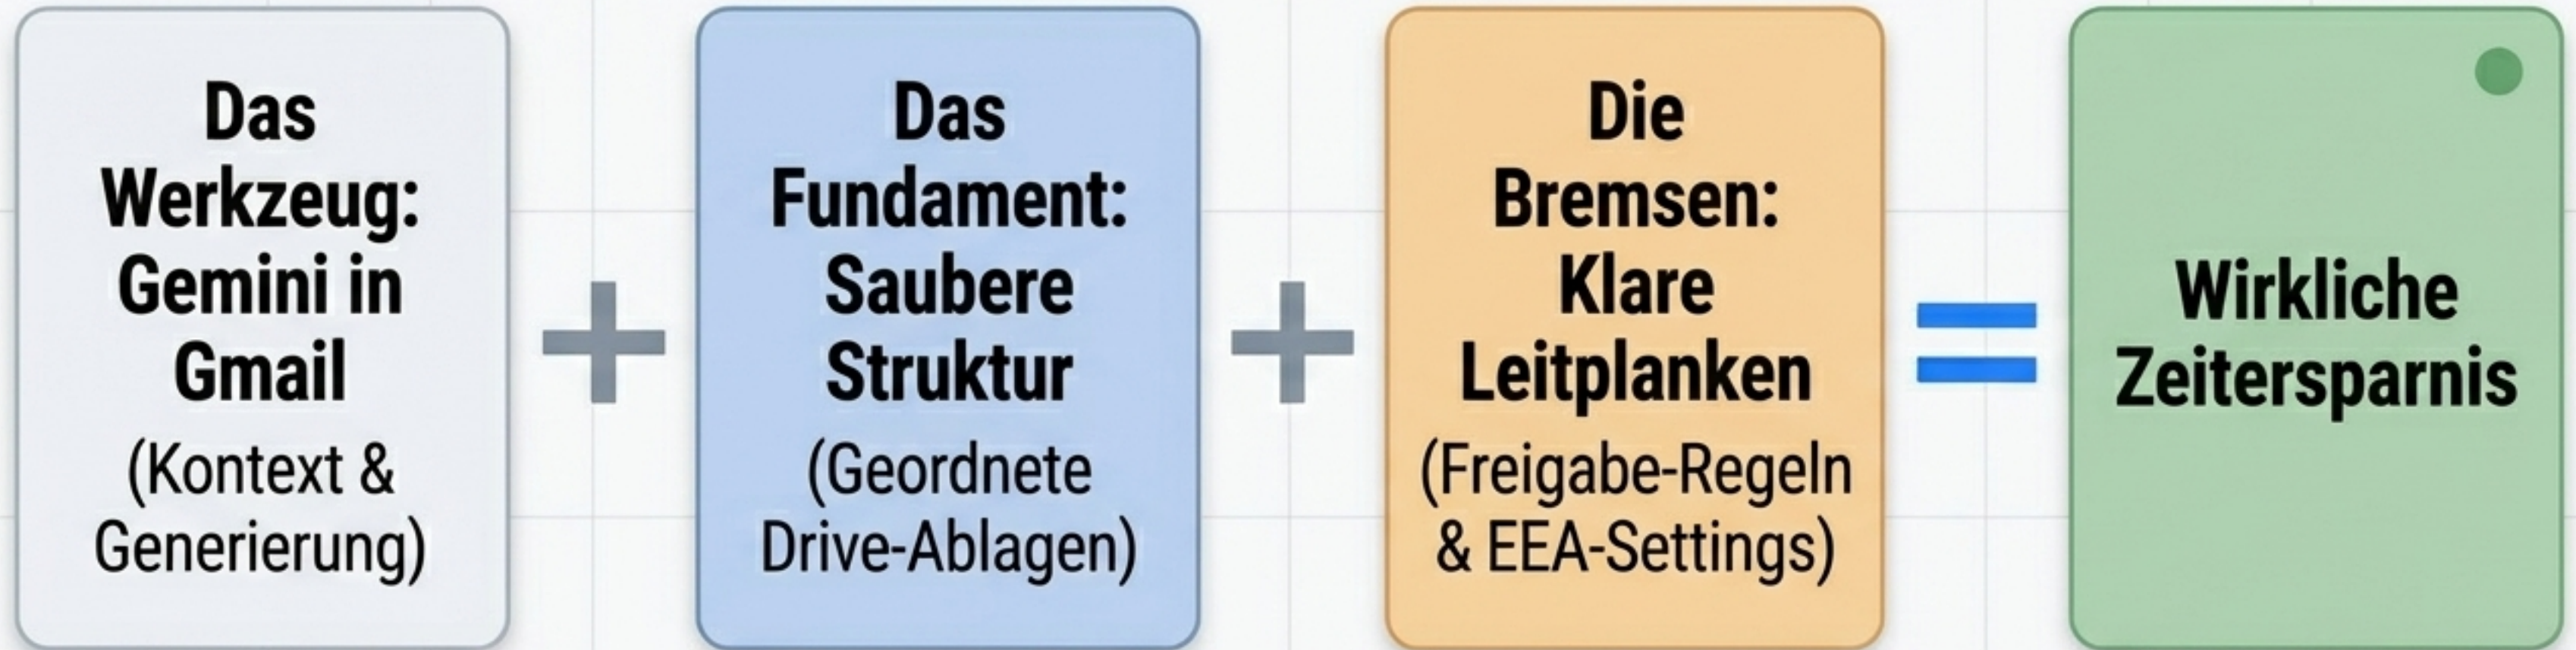 Das
Werkzeug:
Gemini in
Gmail
(Kontext &
Generierung)
+
Das
Fundament:
Saubere
Struktur
(Geordnete
Drive-Ablagen)
+
Die
Bremsen:
Klare
Leitplanken
(Freigabe-Regeln
& EEA-Settings)
=
Wirkliche
Zeitersparnis